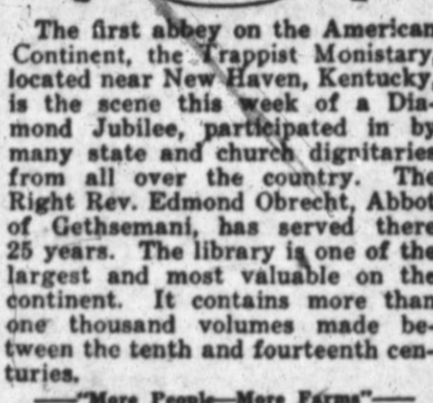 The first abbey on the American
Continent, the Trappist Monistary,
located near New Haven, Kentucky,
is the scene this week of a Dia-
mond Jubilee, participated in by
many state and church dignitaries
from all over the country. The
Right Rev. Edmond Obrecht, Abbot
of Gethsemani, has served there
25 years. The library is one of the
largest and most valuable on the
continent. It contains more than
one thousand volumes made be-
tween the tenth and fourteenth cen-
turies.
—"More People—More Farms"—